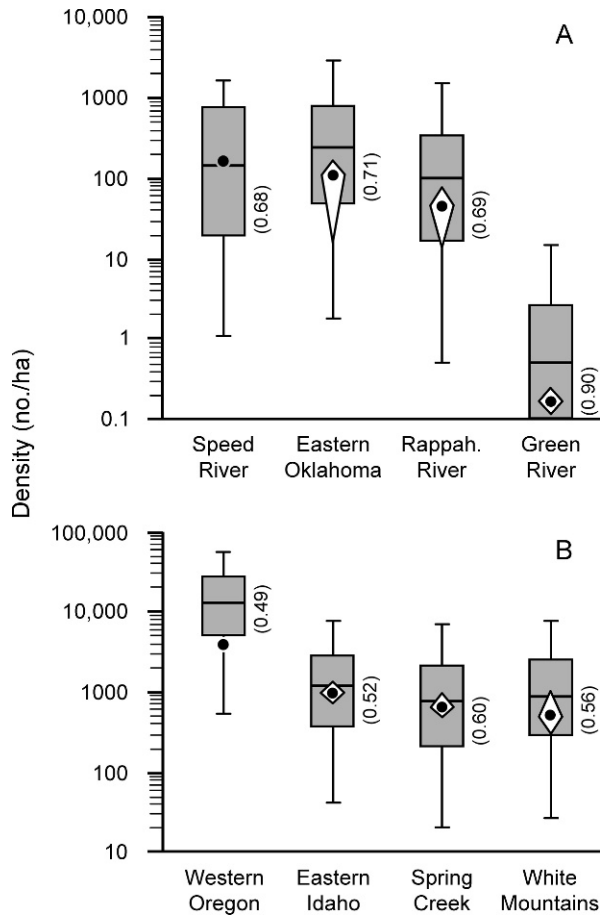 10,000
A
1000
100
10
1
0.1
(0.68)
(0.71)
(0.69)
(0.90)
Speed
River
Eastern
Oklahoma
Rappah.
River
Green
River
Density (no./ha)
100,000
B
10,000
1000
100
10
(0.49)
(0.52)
(0.60)
(0.56)
Western
Oregon
Eastern
Idaho
Spring
Creek
White
Mountains